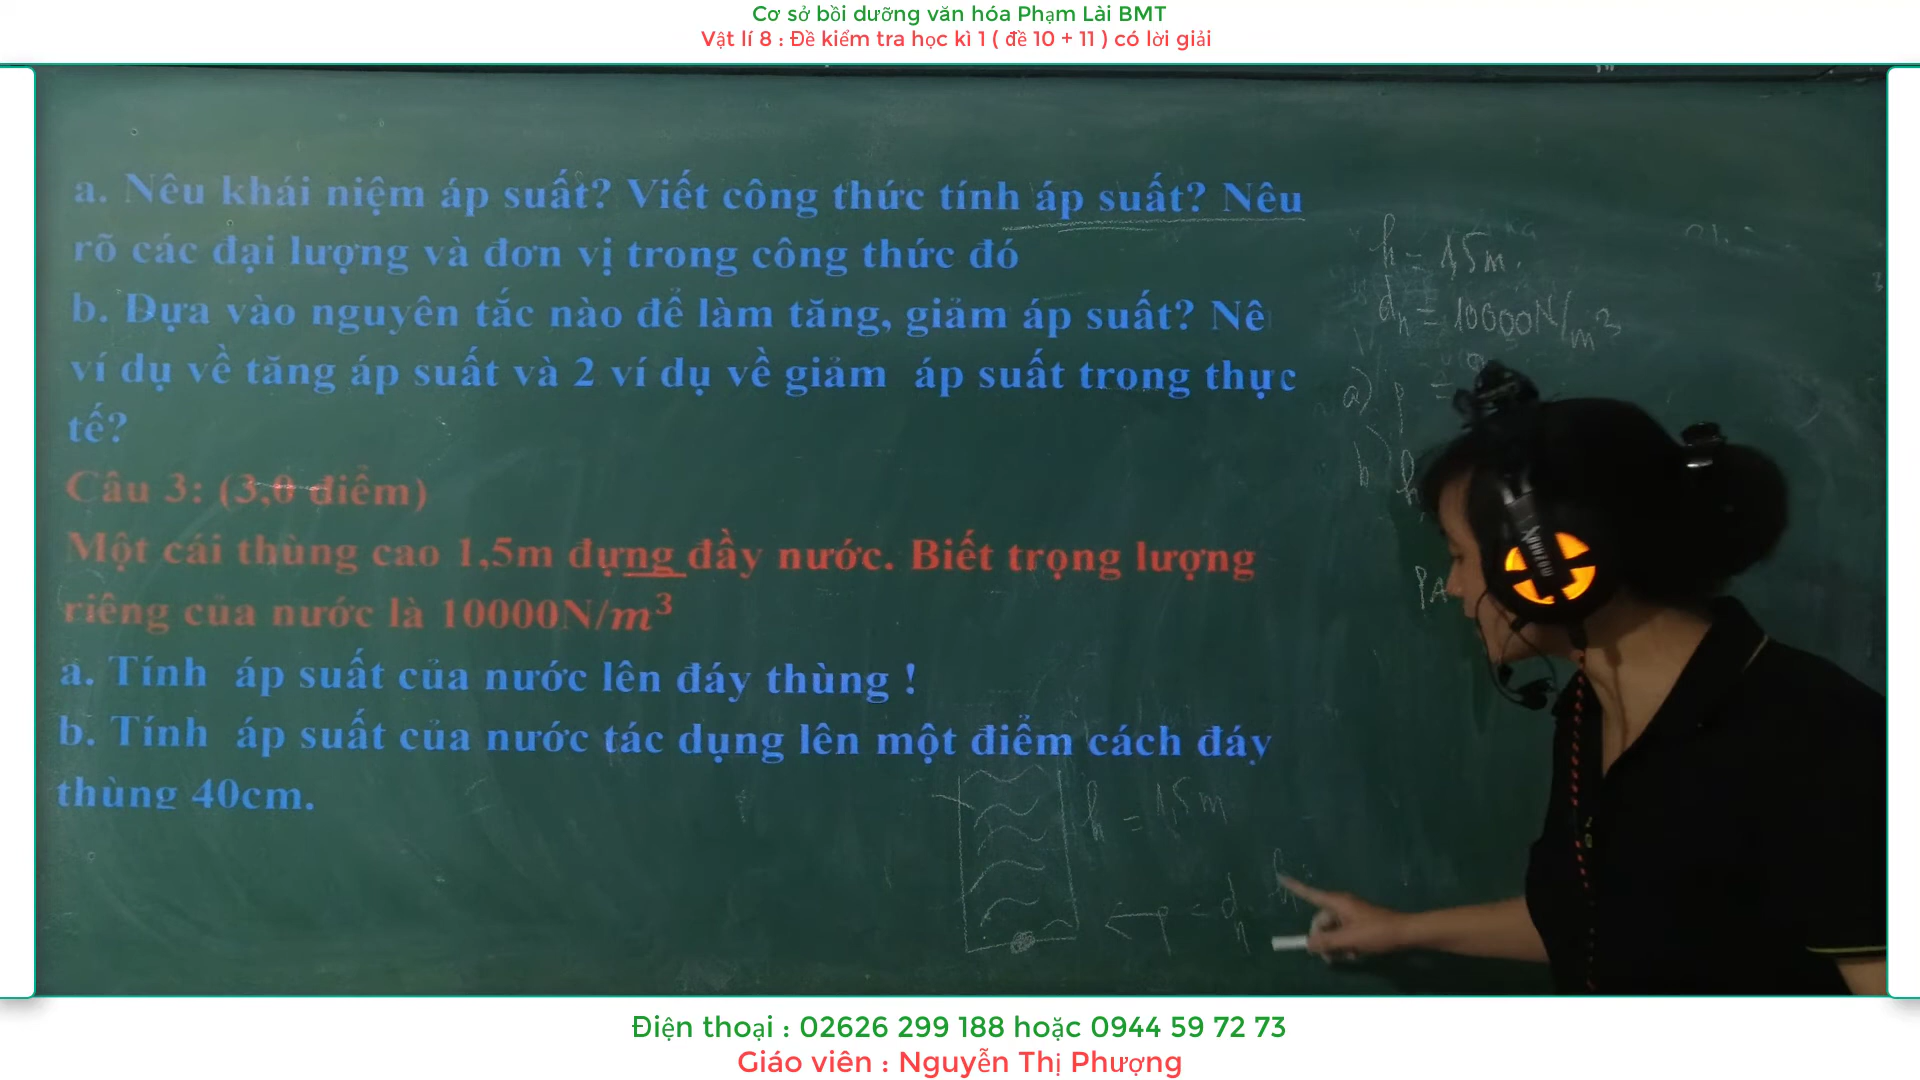 Cơ sở bồi dưỡng văn hóa Phạm Lài BMT
Vật lí 8 : Đề kiểm tra học kì 1 ( đề 10 + 11 ) có lời giải
a. Nêu khái niệm áp suất? Viết công thức tính áp suất? Nêu
rõ các đại lượng và đơn vị trong công thức đó
b. Dựa vào nguyên tắc nào để làm tăng, giảm áp suất? Nê
ví dụ về tăng áp suất và 2 ví dụ về giảm áp suất trong thực
tế?
Câu 3: (3,0 điểm)
Một cái thùng cao 1,5m đựng đầy nước. Biết trọng lượng
riêng của nước là 10000N/m³
a. Tính áp suất của nước lên đáy thùng !
b. Tính áp suất của nước tác dụng lên một điểm cách đáy
thùng 40cm.
h = 1,5m.
dn = 10000N/m³
a) p =
b) h
PA
h = 1,5m
p = dn . h
Điện thoại : 02626 299 188 hoặc 0944 59 72 73
Giáo viên : Nguyễn Thị Phượng